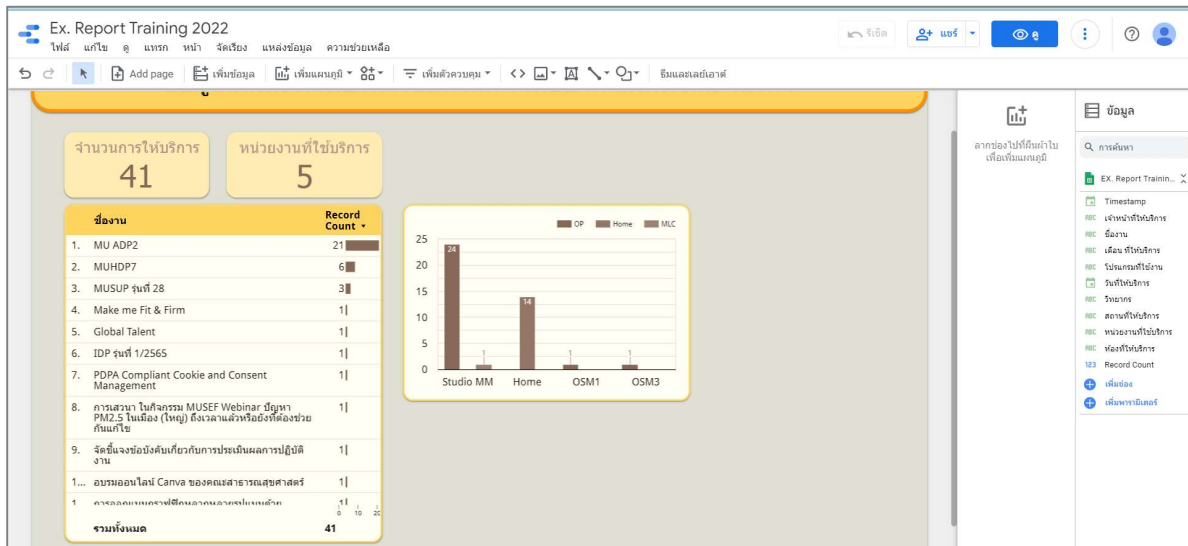 Ex. Report Training 2022
ไฟล์ แก้ไข ดู แทรก หน้า จัดเรียง แหล่งข้อมูล ความช่วยเหลือ
รีเซ็ต
แชร์
ดู
Add page
เพิ่มข้อมูล
เพิ่มแผนภูมิ
เพิ่มตัวควบคุม
ธีมและเลย์เอาต์
จำนวนการให้บริการ
41
หน่วยงานที่ใช้บริการ
5
ชื่องาน Record Count
1. MU ADP2 21
2. MUHDP7 6
3. MUSUP รุ่นที่ 28 3
4. Make me Fit & Firm 1
5. Global Talent 1
6. IDP รุ่นที่ 1/2565 1
7. PDPA Compliant Cookie and Consent 1
Management
8. การเสวนา ในกิจกรรม MUSEF Webinar ปัญหา 1
PM2.5 ในเมือง (ใหญ่) ถึงเวลาแล้วหรือยังที่ต้องช่วย
กันแก้ไข
9. จัดชี้แจงข้อบังคับเกี่ยวกับการประเมินผลการปฏิบัติ 1
งาน
1... อบรมออนไลน์ Canva ของคณะสาธารณสุขศาสตร์ 1
0 10 20
รวมทั้งหมด 41
OP Home MLC
25
20
15
10
5
0
24
1
14
1
1
Studio MM Home OSM1 OSM3
ลากช่องไปที่ผืนผ้าใบ
เพื่อเพิ่มแผนภูมิ
ข้อมูล
การค้นหา
EX. Report Trainin...
Timestamp
ABC เจ้าหน้าที่ให้บริการ
ABC ชื่องาน
ABC เดือน ที่ให้บริการ
ABC โปรแกรมที่ใช้งาน
วันที่ให้บริการ
ABC วิทยากร
ABC สถานที่ให้บริการ
ABC หน่วยงานที่ใช้บริการ
ABC ห้องที่ให้บริการ
123 Record Count
เพิ่มช่อง
เพิ่มพารามิเตอร์